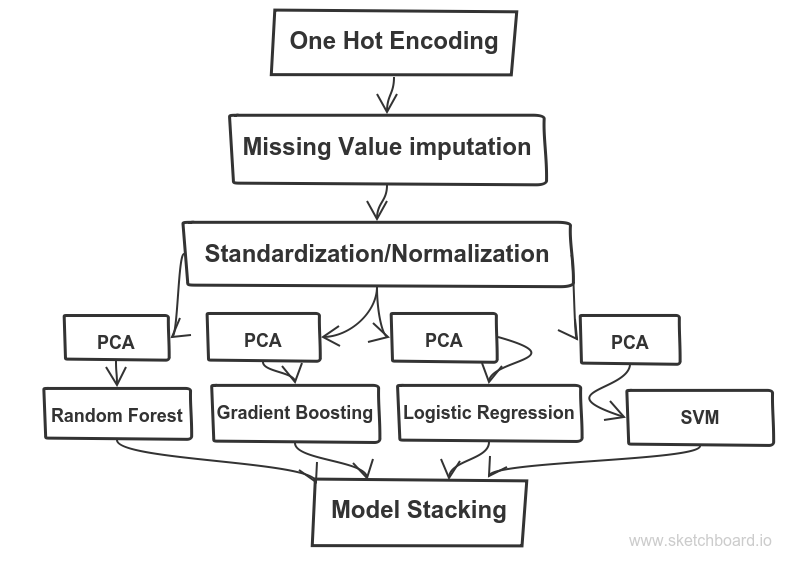 One Hot Encoding
Missing Value imputation
Standardization/Normalization
PCA
PCA
PCA
PCA
Random Forest
Gradient Boosting
Logistic Regression
SVM
Model Stacking
www.sketchboard.io